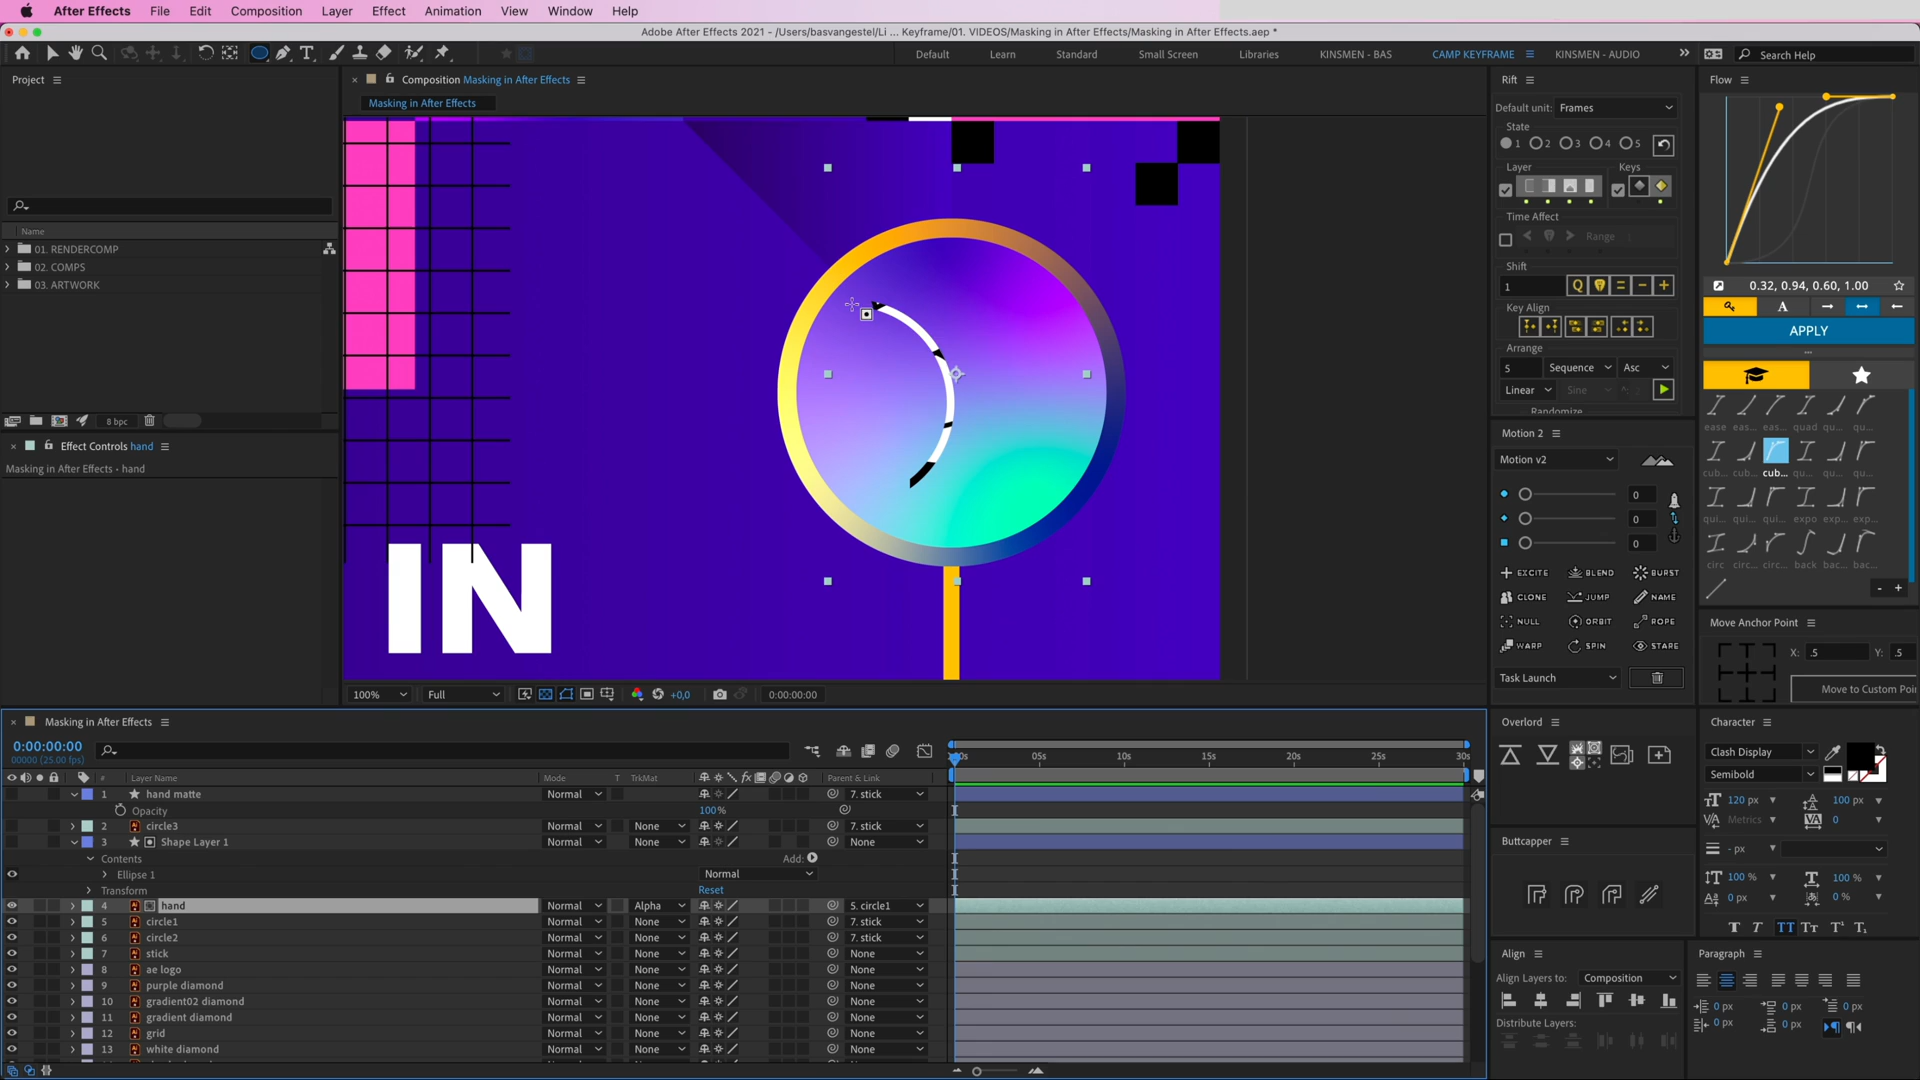 After Effects File Edit Composition Layer Effect Animation View Window Help
Adobe After Effects 2021 - /Users/basvangestel/Li ... Keyframe/01. VIDEOS/Masking in After Effects/Masking in After Effects.aep *
Default Learn Standard Small Screen Libraries KINSMEN - BAS CAMP KEYFRAME KINSMEN - AUDIO Search Help
Project
Name
01. RENDERCOMP
02. COMPS
03. ARTWORK
8 bpc
Effect Controls hand
Masking in After Effects • hand
Composition Masking in After Effects
Masking in After Effects
IN
100% Full +0,0 0:00:00:00
Rift
Default unit: Frames
State
1 2 3 4 5
Layer Keys
Time Affect
Range 1
Shift
1 Q
Key Align
Arrange
5 Sequence Asc
Linear Sine
Randomize
Motion 2
Motion v2
0
0
0
EXCITE BLEND BURST
CLONE JUMP NAME
NULL ORBIT ROPE
WARP SPIN STARE
Task Launch
Flow
0.32, 0.94, 0.60, 1.00
A
APPLY
ease eas... eas... quad qu... qu...
cub... cub... cub... qu... qu... qu...
qui... qui... qui... expo exp... exp...
circ circ... circ... back bac... bac...
- +
Move Anchor Point
X: .5 Y: .5
Move to Custom Poi
Overlord
Buttcapper
Character
Clash Display
Semibold
120 px 100 px
Metrics 0
- px
100 % 100 %
0 px 0 %
T T TT Tt T¹ T₁
Align
Align Layers to: Composition
Distribute Layers:
Paragraph
0 px 0 px 0 px
0 px 0 px
Masking in After Effects
0:00:00:00
00000 (25.00 fps)
# Layer Name Mode T TrkMat fx Parent & Link
05s 10s 15s 20s 25s 30s
1 hand matte Normal 7. stick
Opacity 100%
2 circle3 Normal None 7. stick
3 Shape Layer 1 Normal None None
Contents Add:
Ellipse 1 Normal
Transform Reset
4 hand Normal Alpha 5. circle1
5 circle1 Normal None 7. stick
6 circle2 Normal None 7. stick
7 stick Normal None None
8 ae logo Normal None None
9 purple diamond Normal None None
10 gradient02 diamond Normal None None
11 gradient diamond Normal None None
12 grid Normal None None
13 white diamond Normal None None